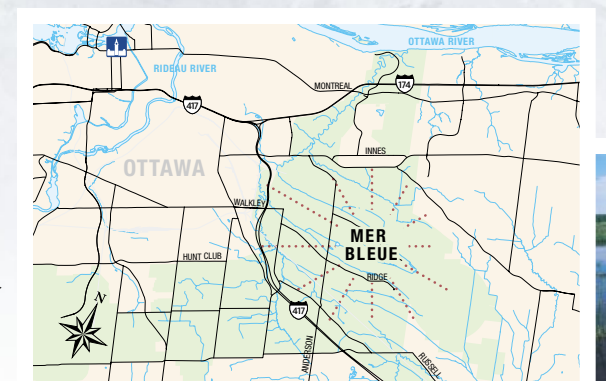 OTTAWA RIVER
RIDEAU RIVER
MONTREAL
174
417
INNES
OTTAWA
WALKLEY
MER
BLEUE
HUNT CLUB
RIDGE
N
417
ANDERSON
RUSSELL